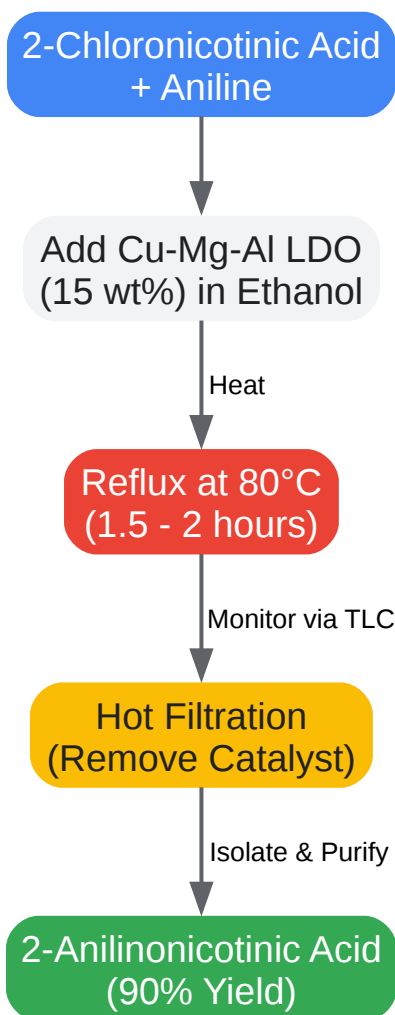 2-Chloronicotinic Acid
+ Aniline
Add Cu-Mg-Al LDO
(15 wt%) in Ethanol
Heat
Reflux at 80°C
(1.5 - 2 hours)
Monitor via TLC
Hot Filtration
(Remove Catalyst)
Isolate & Purify
2-Anilinonicotinic Acid
(90% Yield)